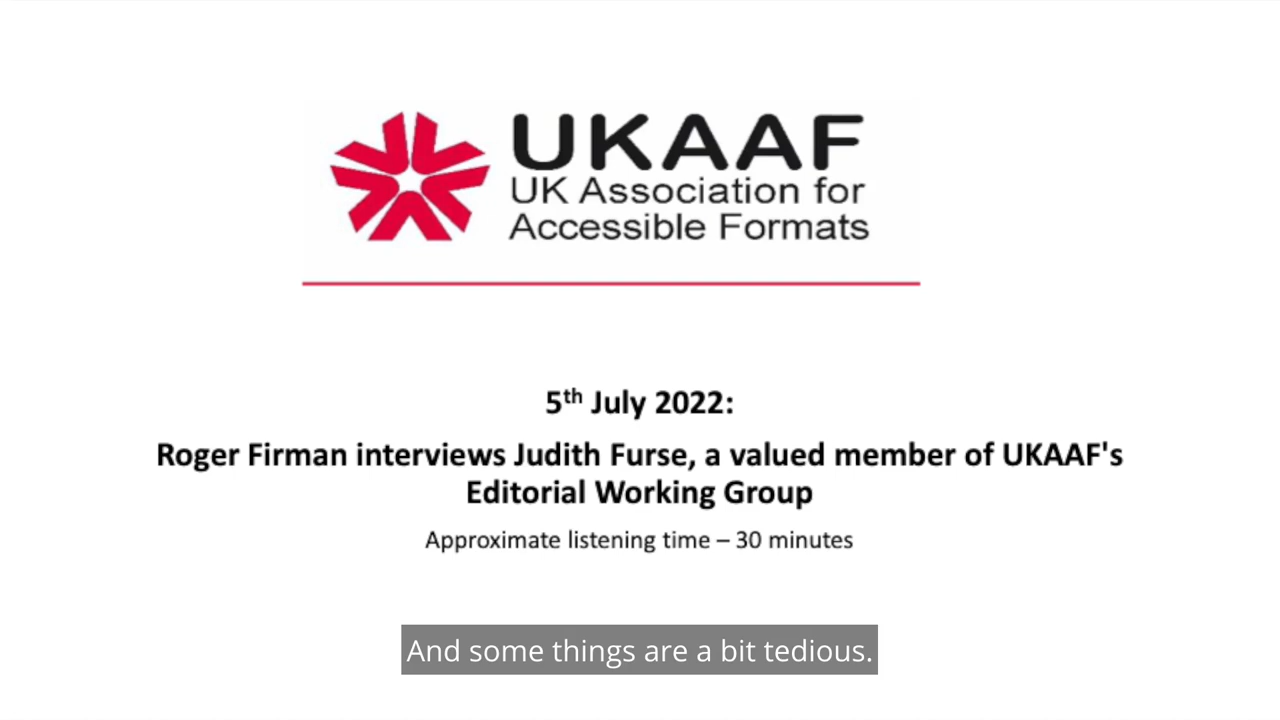 UKAAF
UK Association for
Accessible Formats
5th July 2022:
Roger Firman interviews Judith Furse, a valued member of UKAAF's
Editorial Working Group
Approximate listening time – 30 minutes
And some things are a bit tedious.